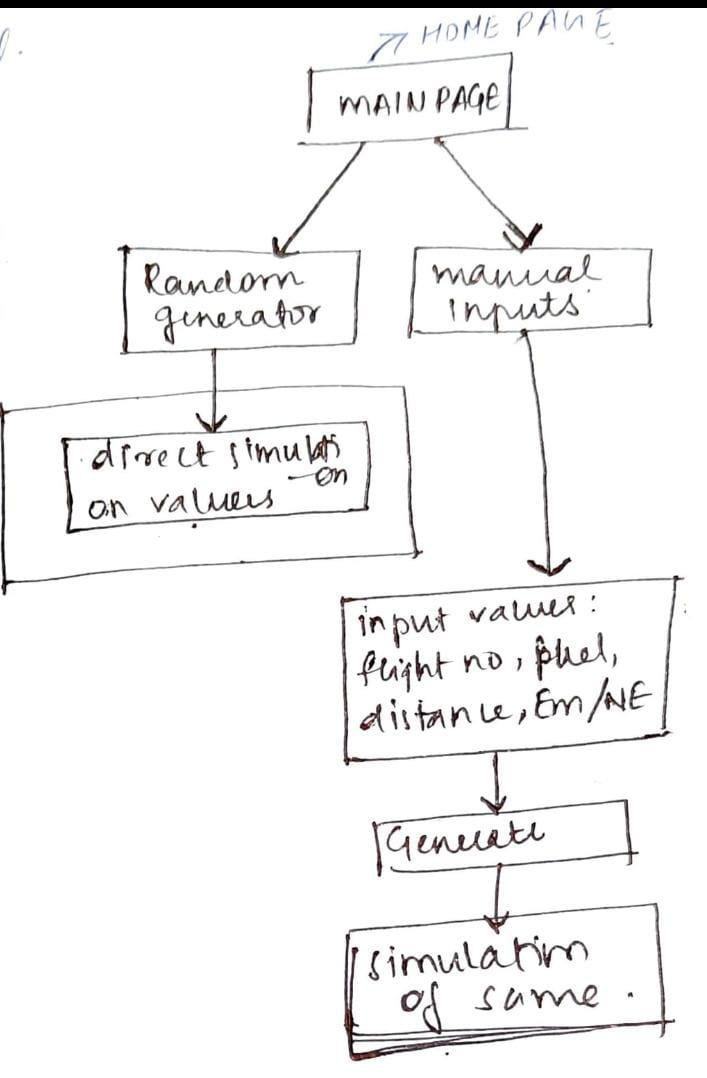 HOME PAGE
MAIN PAGE
Random
generator
manual
inputs
direct simulati
-on
on values
input values:
flight no, fuel,
distance, Em/NE
Generate
simulation
of same.